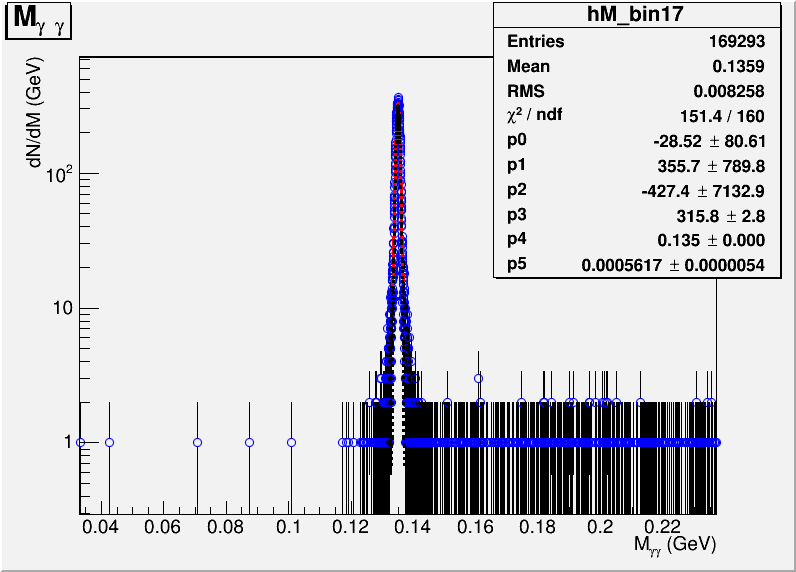 M_γ γ
hM_bin17
Entries 169293
Mean 0.1359
RMS 0.008258
χ² / ndf 151.4 / 160
p0 -28.52 ± 80.61
p1 355.7 ± 789.8
p2 -427.4 ± 7132.9
p3 315.8 ± 2.8
p4 0.135 ± 0.000
p5 0.0005617 ± 0.0000054
dN/dM (GeV)
10²
10
1
0.04 0.06 0.08 0.1 0.12 0.14 0.16 0.18 0.2 0.22
M_γγ (GeV)